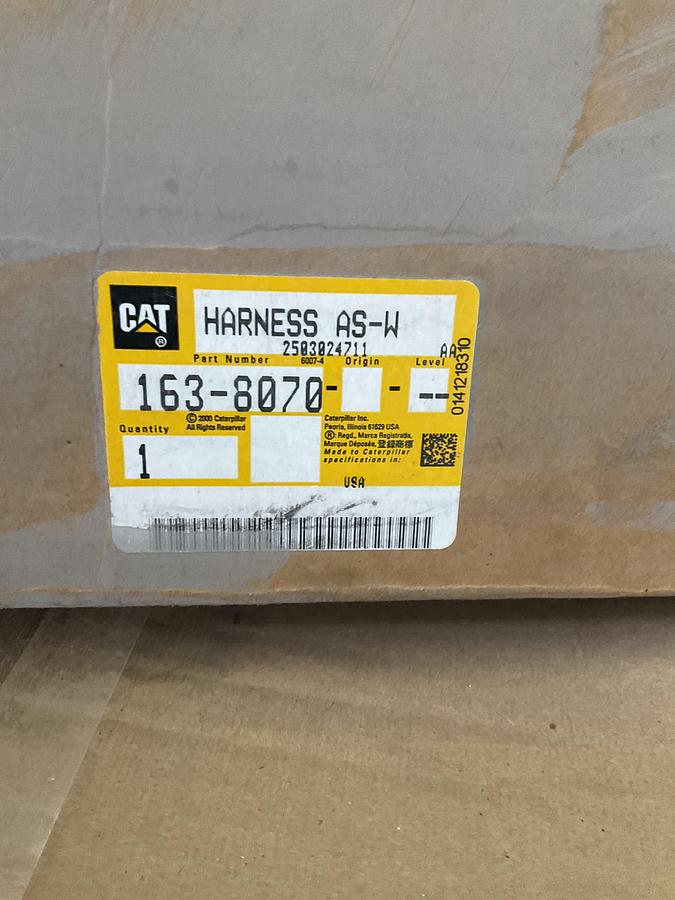 CAT ®
HARNESS AS-W
2503024711 AA
Part Number 6007-4 Origin Level
163-8070- - --
© 2000 Caterpillar
All Rights Reserved
Quantity
1
Caterpillar Inc.
Peoria, Illinois 61629 USA
®: Regd., Marca Registrada,
Marque Déposée, 登録商標
Made to Caterpillar
specifications in:
USA
0141218310